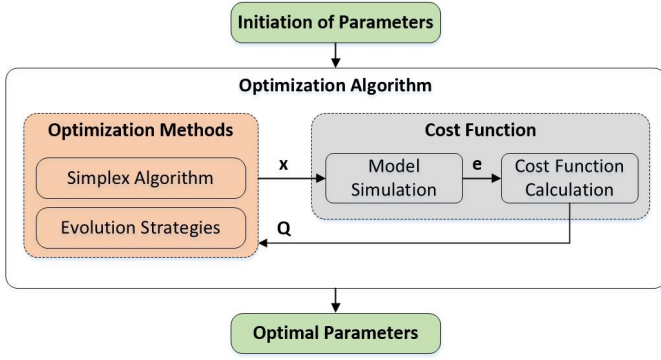 Initiation of Parameters
Optimization Algorithm
Optimization Methods
Simplex Algorithm
Evolution Strategies
x
Cost Function
Model
Simulation
e
Cost Function
Calculation
Q
Optimal Parameters